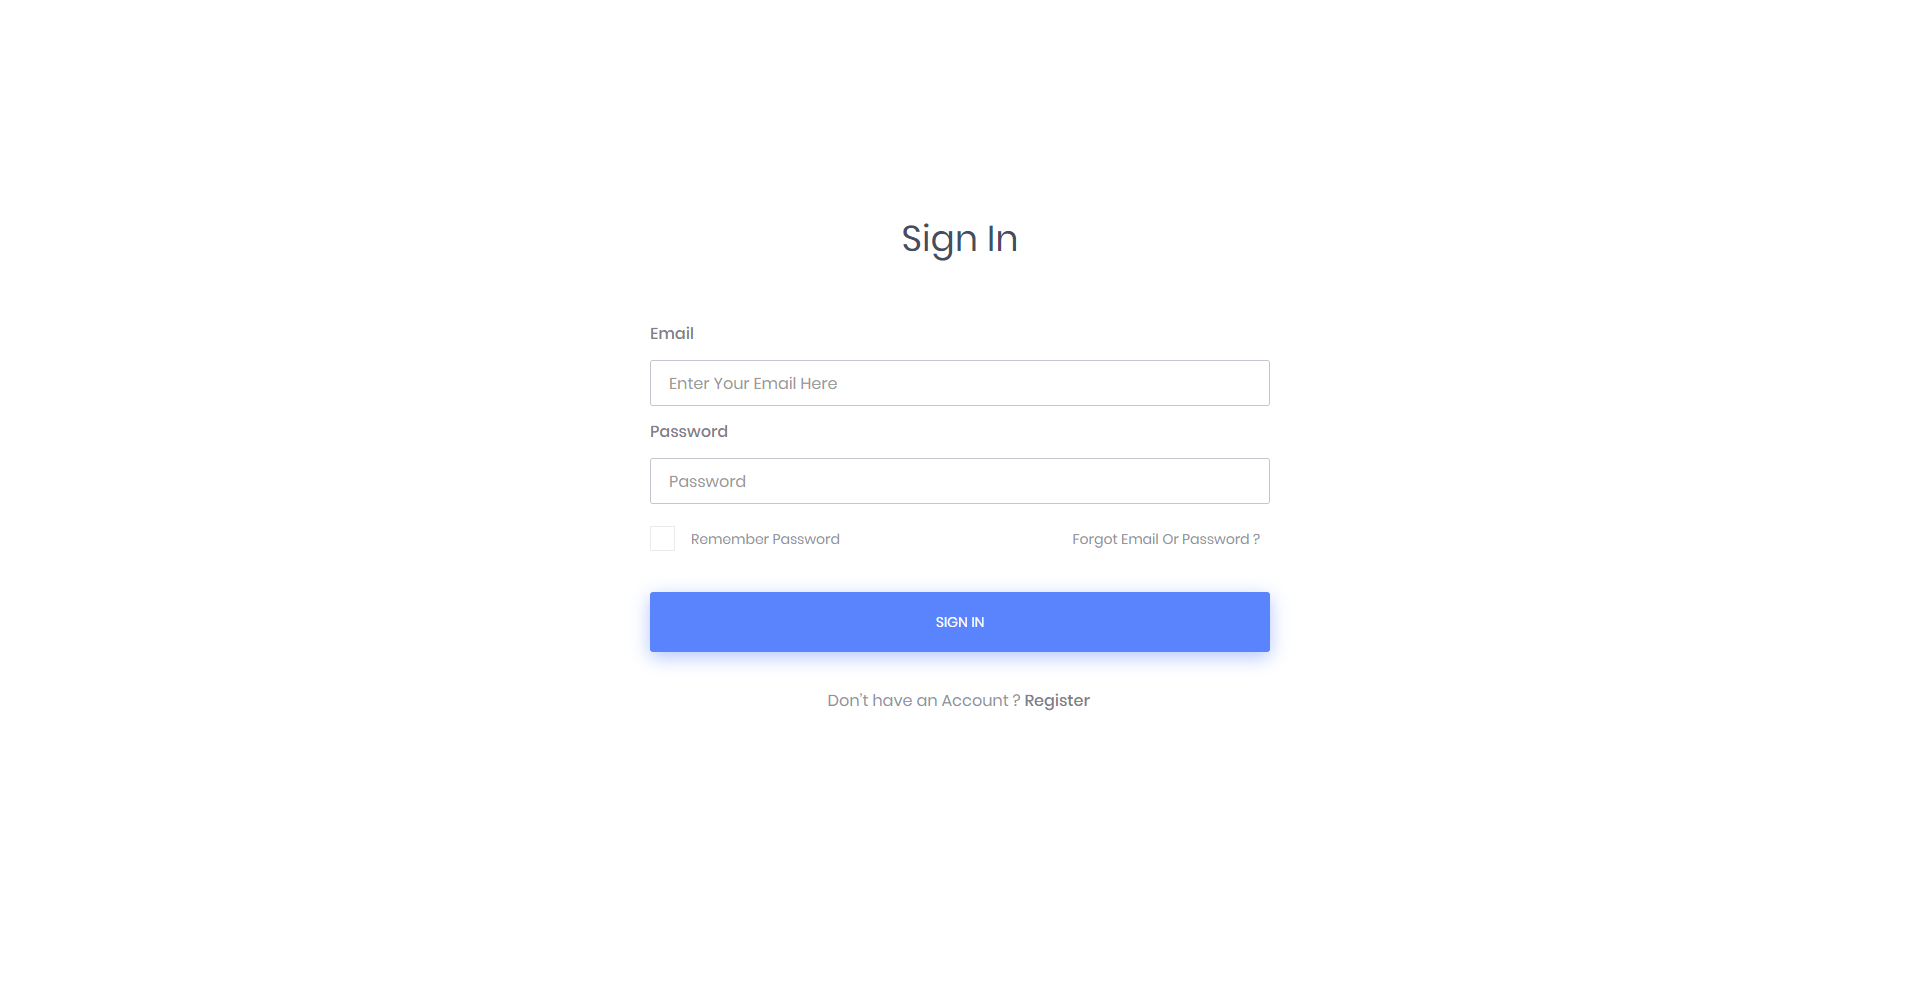 Sign In
Email
Enter Your Email Here
Password
Password
Remember Password Forgot Email Or Password ?
SIGN IN
Don't have an Account ? Register